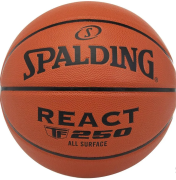 SPALDING
REACT
TF 250
ALL SURFACE